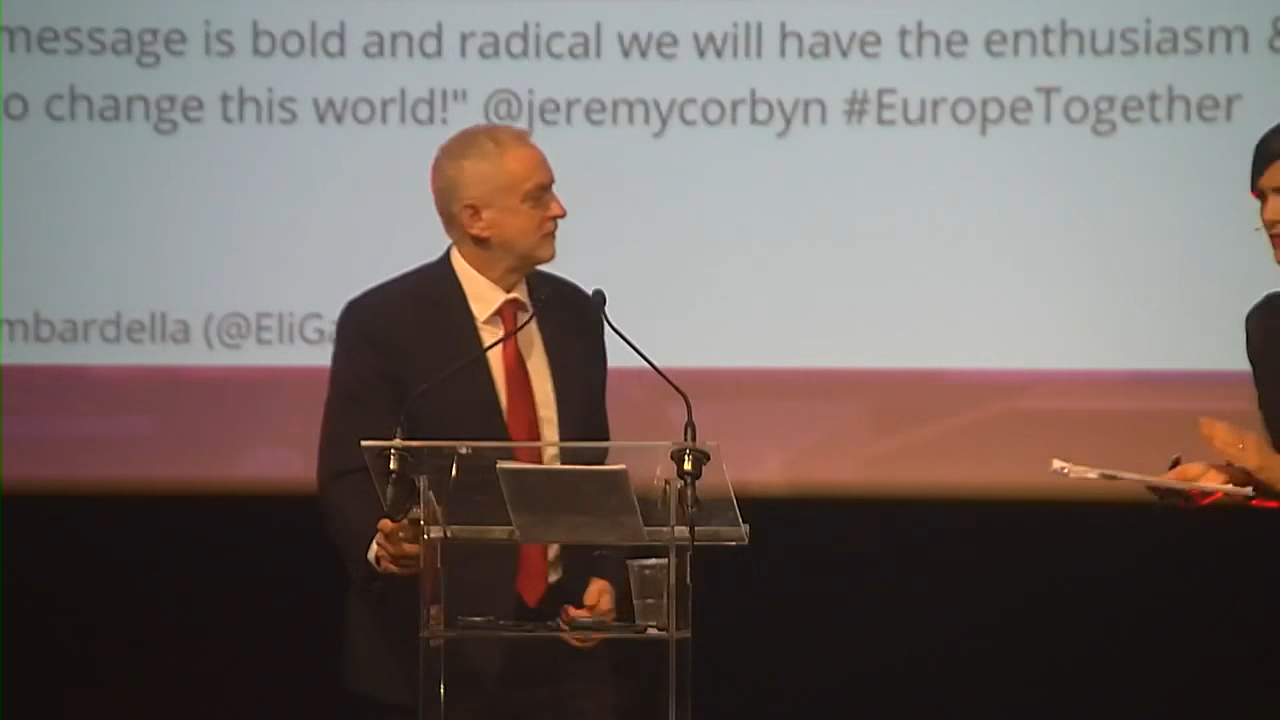 message is bold and radical we will have the enthusiasm &
o change this world!" @jeremycorbyn #EuropeTogether
mbardella (@EliGa